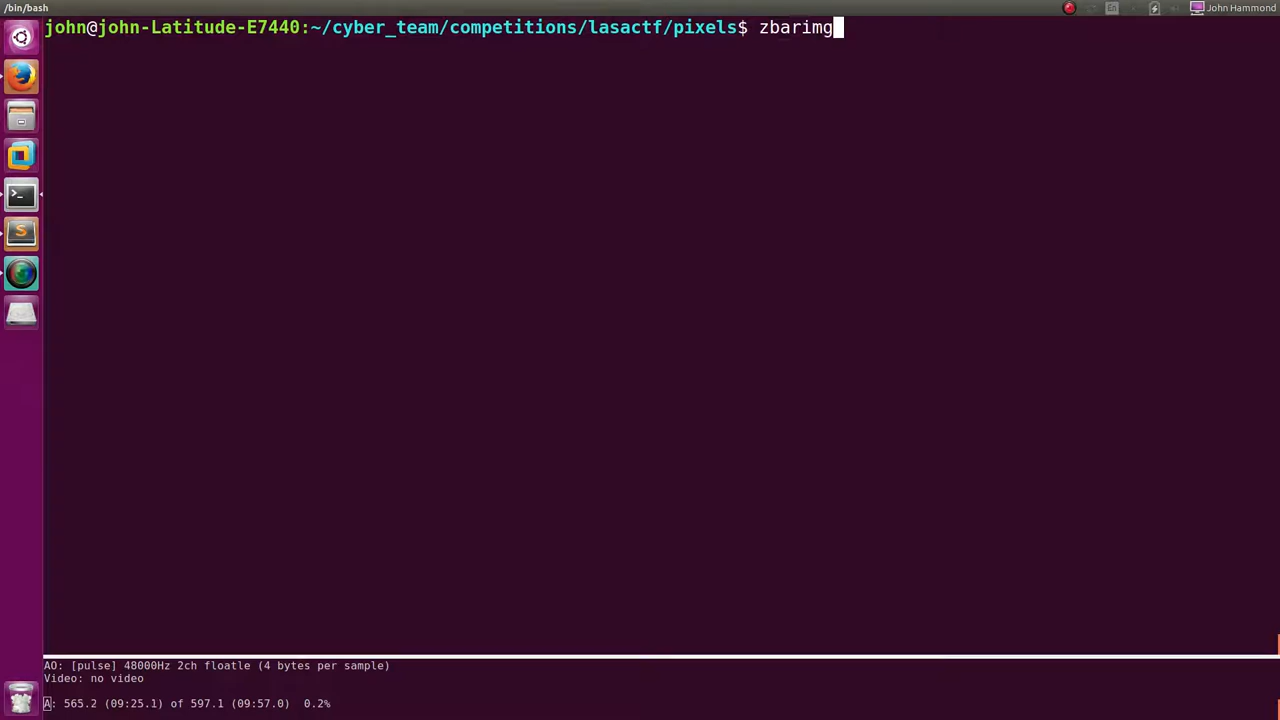 /bin/bash
En
John Hammond
john@john-Latitude-E7440:~/cyber_team/competitions/lasactf/pixels$ zbarimg
AO: [pulse] 48000Hz 2ch floatle (4 bytes per sample)
Video: no video
A: 565.2 (09:25.1) of 597.1 (09:57.0)  0.2%